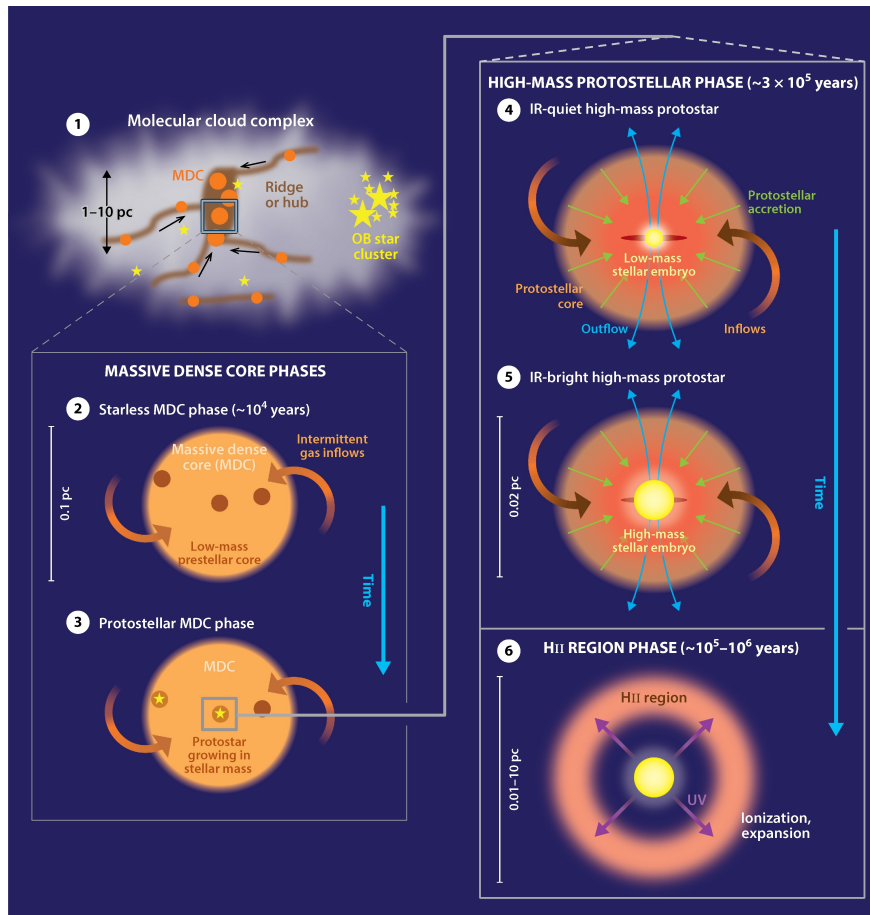 1
Molecular cloud complex
MDC
Ridge
or hub
1–10 pc
OB star
cluster
MASSIVE DENSE CORE PHASES
2
Starless MDC phase (~10⁴ years)
Massive dense
core (MDC)
Intermittent
gas inflows
0.1 pc
Low-mass
prestellar core
Time
3
Protostellar MDC phase
MDC
Protostar
growing in
stellar mass
HIGH-MASS PROTOSTELLAR PHASE (~3 × 10⁵ years)
4
IR-quiet high-mass protostar
Protostellar
accretion
Low-mass
stellar embryo
Protostellar
core
Outflow
Inflows
5
IR-bright high-mass protostar
0.02 pc
High-mass
stellar embryo
Time
6
HII REGION PHASE (~10⁵–10⁶ years)
HII region
0.01–10 pc
UV
Ionization,
expansion